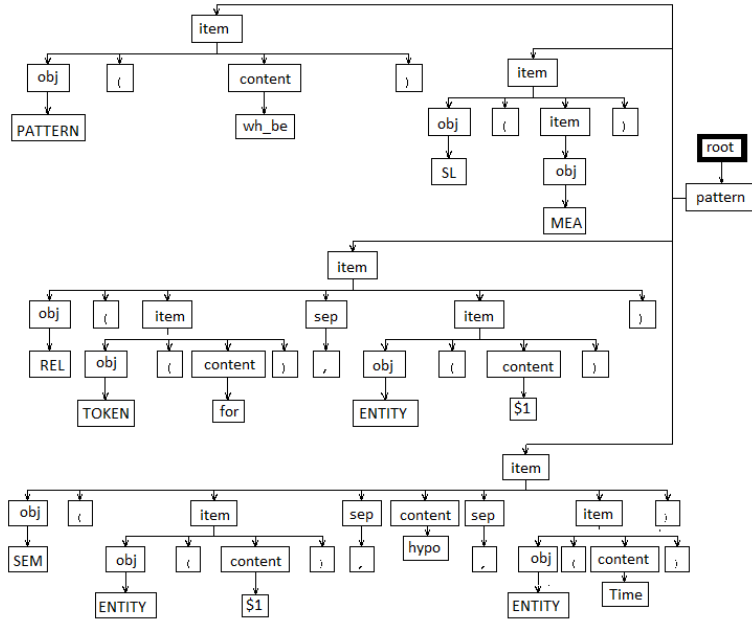 item
obj ( content )
PATTERN wh_be
item
obj ( item )
SL obj
MEA
root
pattern
item
obj ( item sep item )
REL obj ( content ) , obj ( content )
TOKEN for ENTITY $1
item
obj ( item sep content sep item )
SEM obj ( content ) , hypo , obj ( content )
ENTITY $1 ENTITY Time